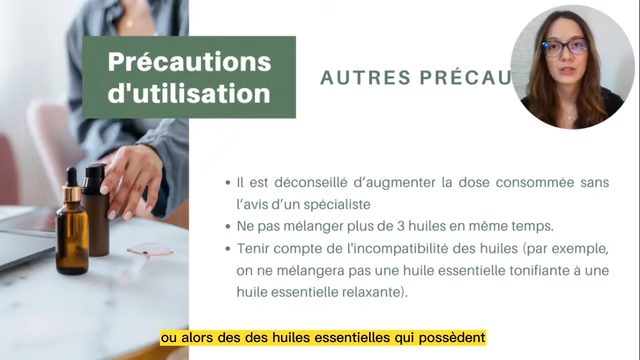 Précautions
d'utilisation
AUTRES PRÉCAU
• Il est déconseillé d'augmenter la dose consommée sans
l'avis d'un spécialiste
• Ne pas mélanger plus de 3 huiles en même temps.
• Tenir compte de l'incompatibilité des huiles (par exemple,
on ne mélangera pas une huile essentielle tonifiante à une
huile essentielle relaxante).
ou alors des des huiles essentielles qui possèdent